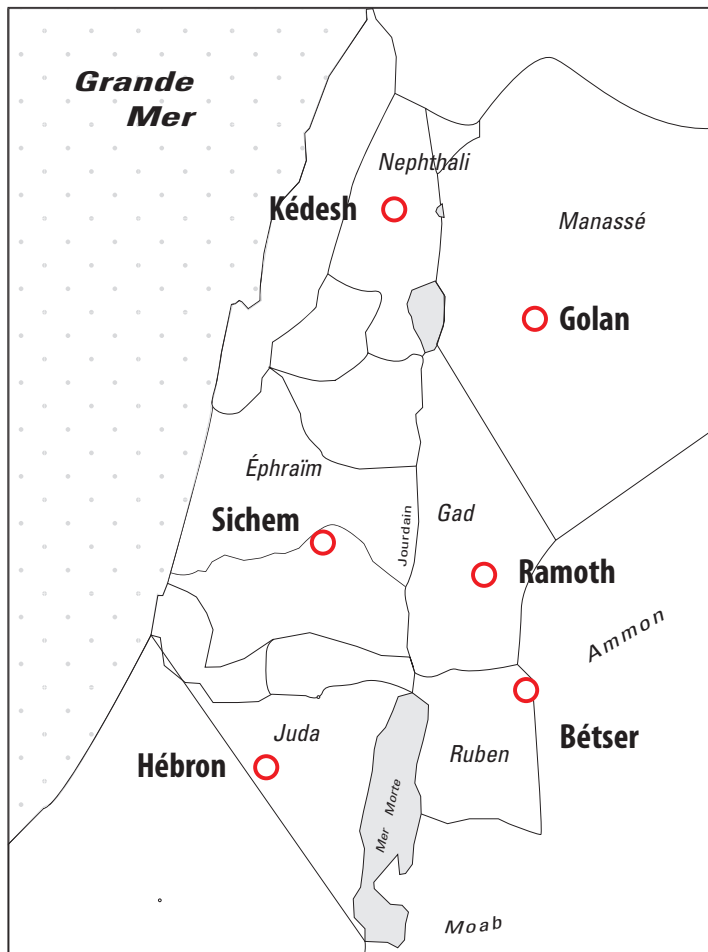 Grande
Mer
Nephthali
Kédesh
Manassé
Golan
Éphraïm
Sichem
Jourdain
Gad
Ramoth
Ammon
Juda
Hébron
Ruben
Bétser
Mer Morte
Moab